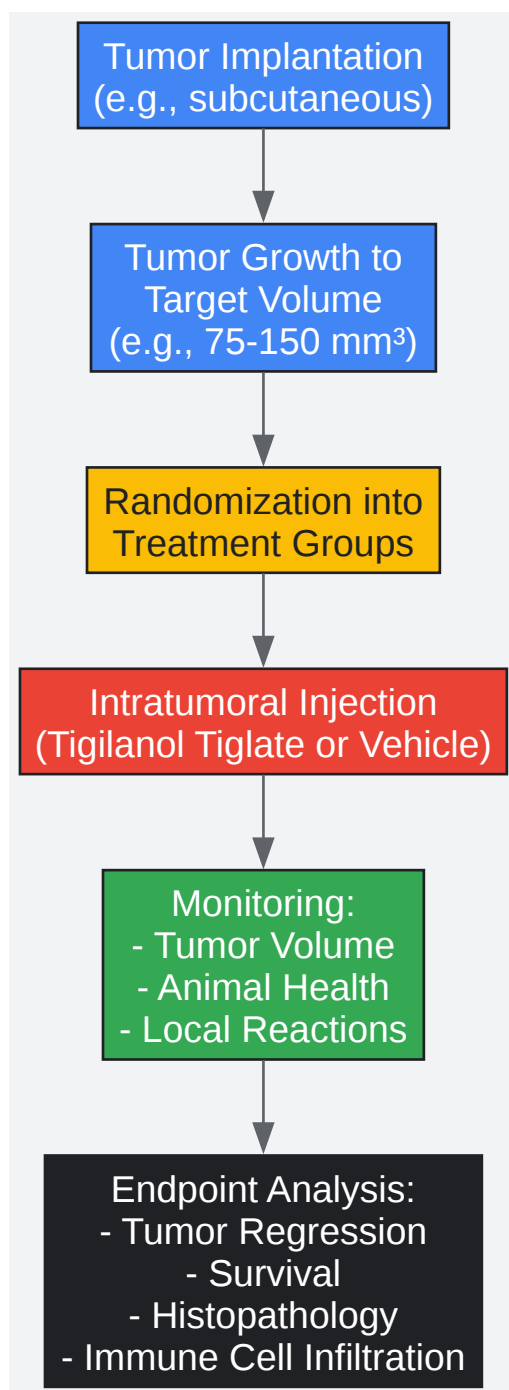 Tumor Implantation
(e.g., subcutaneous)
Tumor Growth to
Target Volume
(e.g., 75-150 mm³)
Randomization into
Treatment Groups
Intratumoral Injection
(Tigilanol Tiglate or Vehicle)
Monitoring:
- Tumor Volume
- Animal Health
- Local Reactions
Endpoint Analysis:
- Tumor Regression
- Survival
- Histopathology
- Immune Cell Infiltration